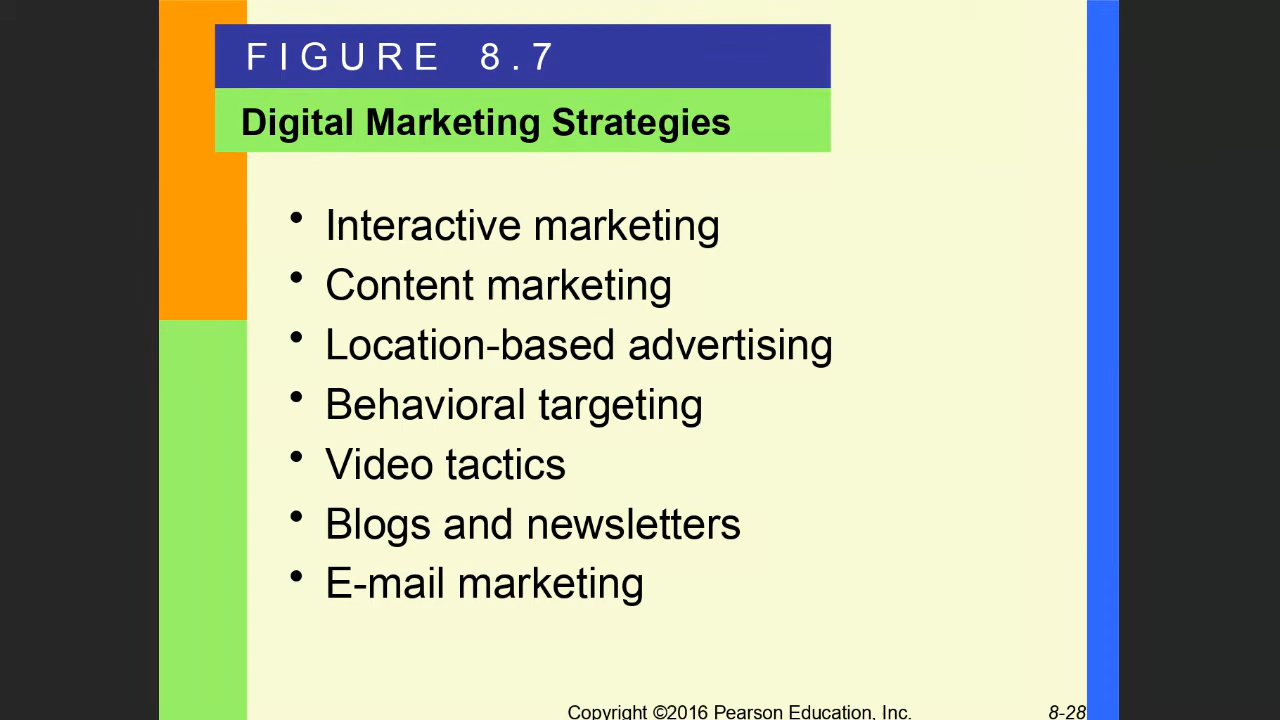 FIGURE 8.7
Digital Marketing Strategies
• Interactive marketing
• Content marketing
• Location-based advertising
• Behavioral targeting
• Video tactics
• Blogs and newsletters
• E-mail marketing
Copyright ©2016 Pearson Education, Inc. 8-28